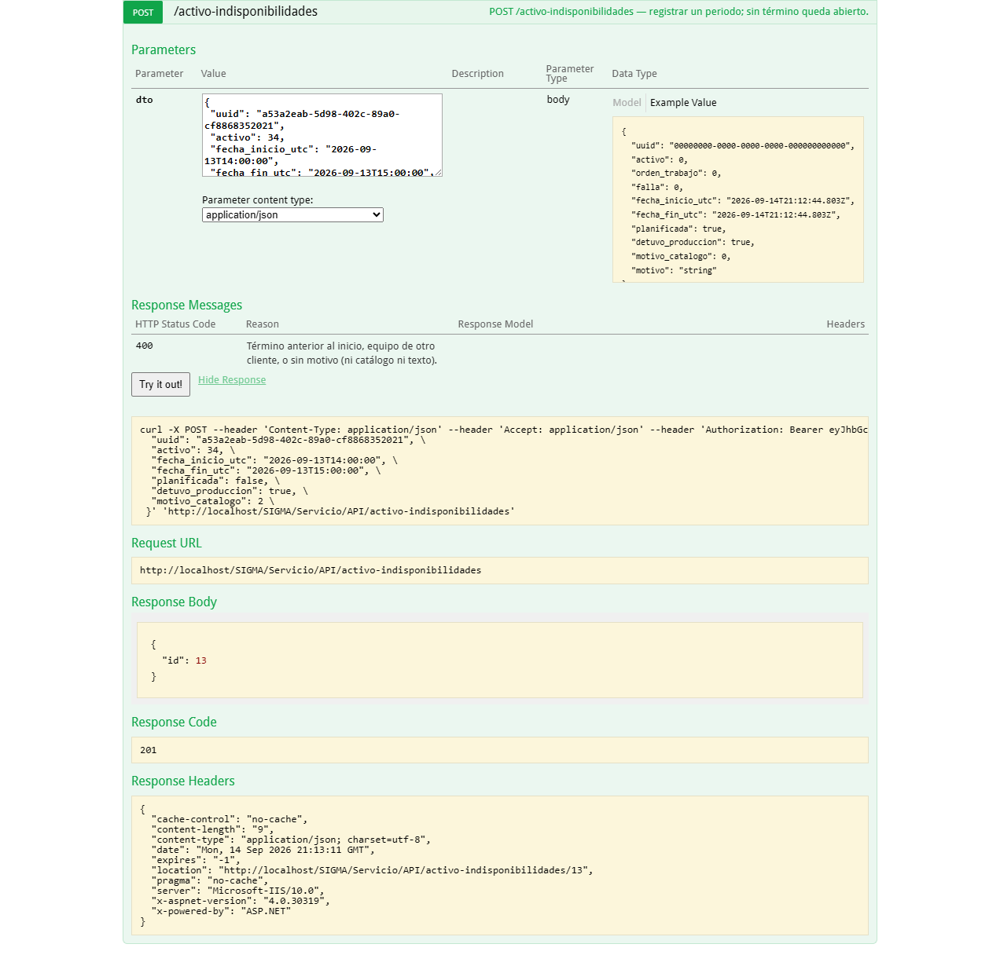 POST /activo-indisponibilidades POST /activo-indisponibilidades — registrar un periodo; sin término queda abierto.
Parameters
Parameter Value Description Parameter Type Data Type
dto
{
"uuid": "a53a2eab-5d98-402c-89a0-
cf8868352021",
"activo": 34,
"fecha_inicio_utc": "2026-09-
13T14:00:00",
"fecha_fin_utc": "2026-09-13T15:00:00",
Parameter content type:
application/json
body
Model Example Value
{
"uuid": "00000000-0000-0000-0000-000000000000",
"activo": 0,
"orden_trabajo": 0,
"falla": 0,
"fecha_inicio_utc": "2026-09-14T21:12:44.803Z",
"fecha_fin_utc": "2026-09-14T21:12:44.803Z",
"planificada": true,
"detuvo_produccion": true,
"motivo_catalogo": 0,
"motivo": "string"
Response Messages
HTTP Status Code Reason Response Model Headers
400 Término anterior al inicio, equipo de otro
cliente, o sin motivo (ni catálogo ni texto).
Try it out! Hide Response
curl -X POST --header 'Content-Type: application/json' --header 'Accept: application/json' --header 'Authorization: Bearer eyJhbGc
"uuid": "a53a2eab-5d98-402c-89a0-cf8868352021", \
"activo": 34, \
"fecha_inicio_utc": "2026-09-13T14:00:00", \
"fecha_fin_utc": "2026-09-13T15:00:00", \
"planificada": false, \
"detuvo_produccion": true, \
"motivo_catalogo": 2 \
}' 'http://localhost/SIGMA/Servicio/API/activo-indisponibilidades'
Request URL
http://localhost/SIGMA/Servicio/API/activo-indisponibilidades
Response Body
{
"id": 13
}
Response Code
201
Response Headers
{
"cache-control": "no-cache",
"content-length": "9",
"content-type": "application/json; charset=utf-8",
"date": "Mon, 14 Sep 2026 21:13:11 GMT",
"expires": "-1",
"location": "http://localhost/SIGMA/Servicio/API/activo-indisponibilidades/13",
"pragma": "no-cache",
"server": "Microsoft-IIS/10.0",
"x-aspnet-version": "4.0.30319",
"x-powered-by": "ASP.NET"
}